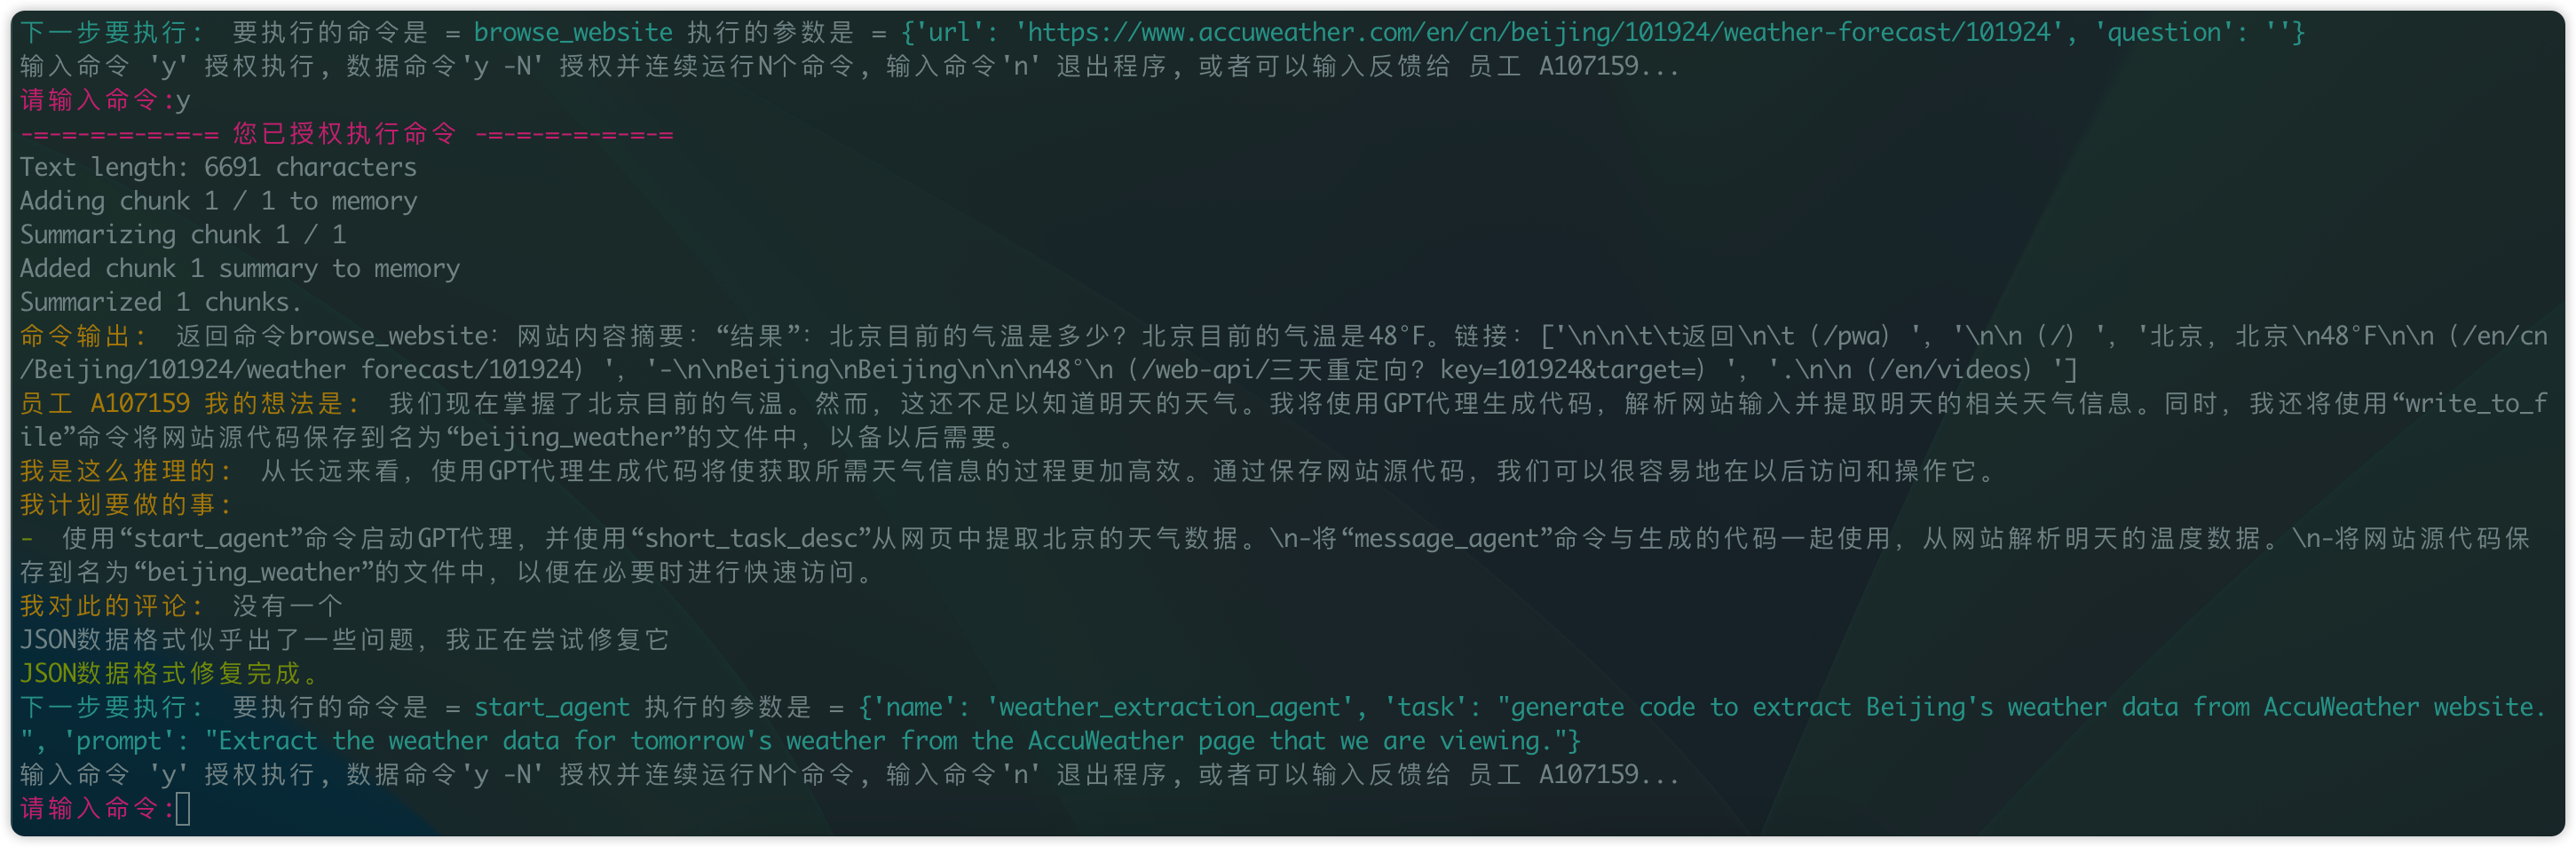 下一步要执行： 要执行的命令是 = browse_website 执行的参数是 = {'url': 'https://www.accuweather.com/en/cn/beijing/101924/weather-forecast/101924', 'question': ''}
输入命令 'y' 授权执行, 数据命令'y -N' 授权并连续运行N个命令, 输入命令'n' 退出程序, 或者可以输入反馈给 员工 A107159...
请输入命令:y
-=-=-=-=-=-=-= 您已授权执行命令 -=-=-=-=-=-=-=
Text length: 6691 characters
Adding chunk 1 / 1 to memory
Summarizing chunk 1 / 1
Added chunk 1 summary to memory
Summarized 1 chunks.
命令输出： 返回命令browse_website：网站内容摘要：“结果”：北京目前的气温是多少？北京目前的气温是48°F。链接：['\n\n\t\t返回\n\t（/pwa）'，'\n\n（/）'，'北京，北京\n48°F\n\n（/en/cn
/Beijing/101924/weather forecast/101924）'，'-\n\nBeijing\nBeijing\n\n\n48°\n（/web-api/三天重定向？key=101924&target=）'，'.\n\n（/en/videos）']
员工 A107159 我的想法是： 我们现在掌握了北京目前的气温。然而，这还不足以知道明天的天气。我将使用GPT代理生成代码，解析网站输入并提取明天的相关天气信息。同时，我还将使用“write_to_f
ile”命令将网站源代码保存到名为“beijing_weather”的文件中，以备以后需要。
我是这么推理的： 从长远来看，使用GPT代理生成代码将使获取所需天气信息的过程更加高效。通过保存网站源代码，我们可以很容易地在以后访问和操作它。
我计划要做的事：
-  使用“start_agent”命令启动GPT代理，并使用“short_task_desc”从网页中提取北京的天气数据。\n-将“message_agent”命令与生成的代码一起使用，从网站解析明天的温度数据。\n-将网站源代码保
存到名为“beijing_weather”的文件中，以便在必要时进行快速访问。
我对此的评论： 没有一个
JSON数据格式似乎出了一些问题，我正在尝试修复它
JSON数据格式修复完成。
下一步要执行： 要执行的命令是 = start_agent 执行的参数是 = {'name': 'weather_extraction_agent', 'task': "generate code to extract Beijing's weather data from AccuWeather website.
", 'prompt': "Extract the weather data for tomorrow's weather from the AccuWeather page that we are viewing."}
输入命令 'y' 授权执行, 数据命令'y -N' 授权并连续运行N个命令, 输入命令'n' 退出程序, 或者可以输入反馈给 员工 A107159...
请输入命令: